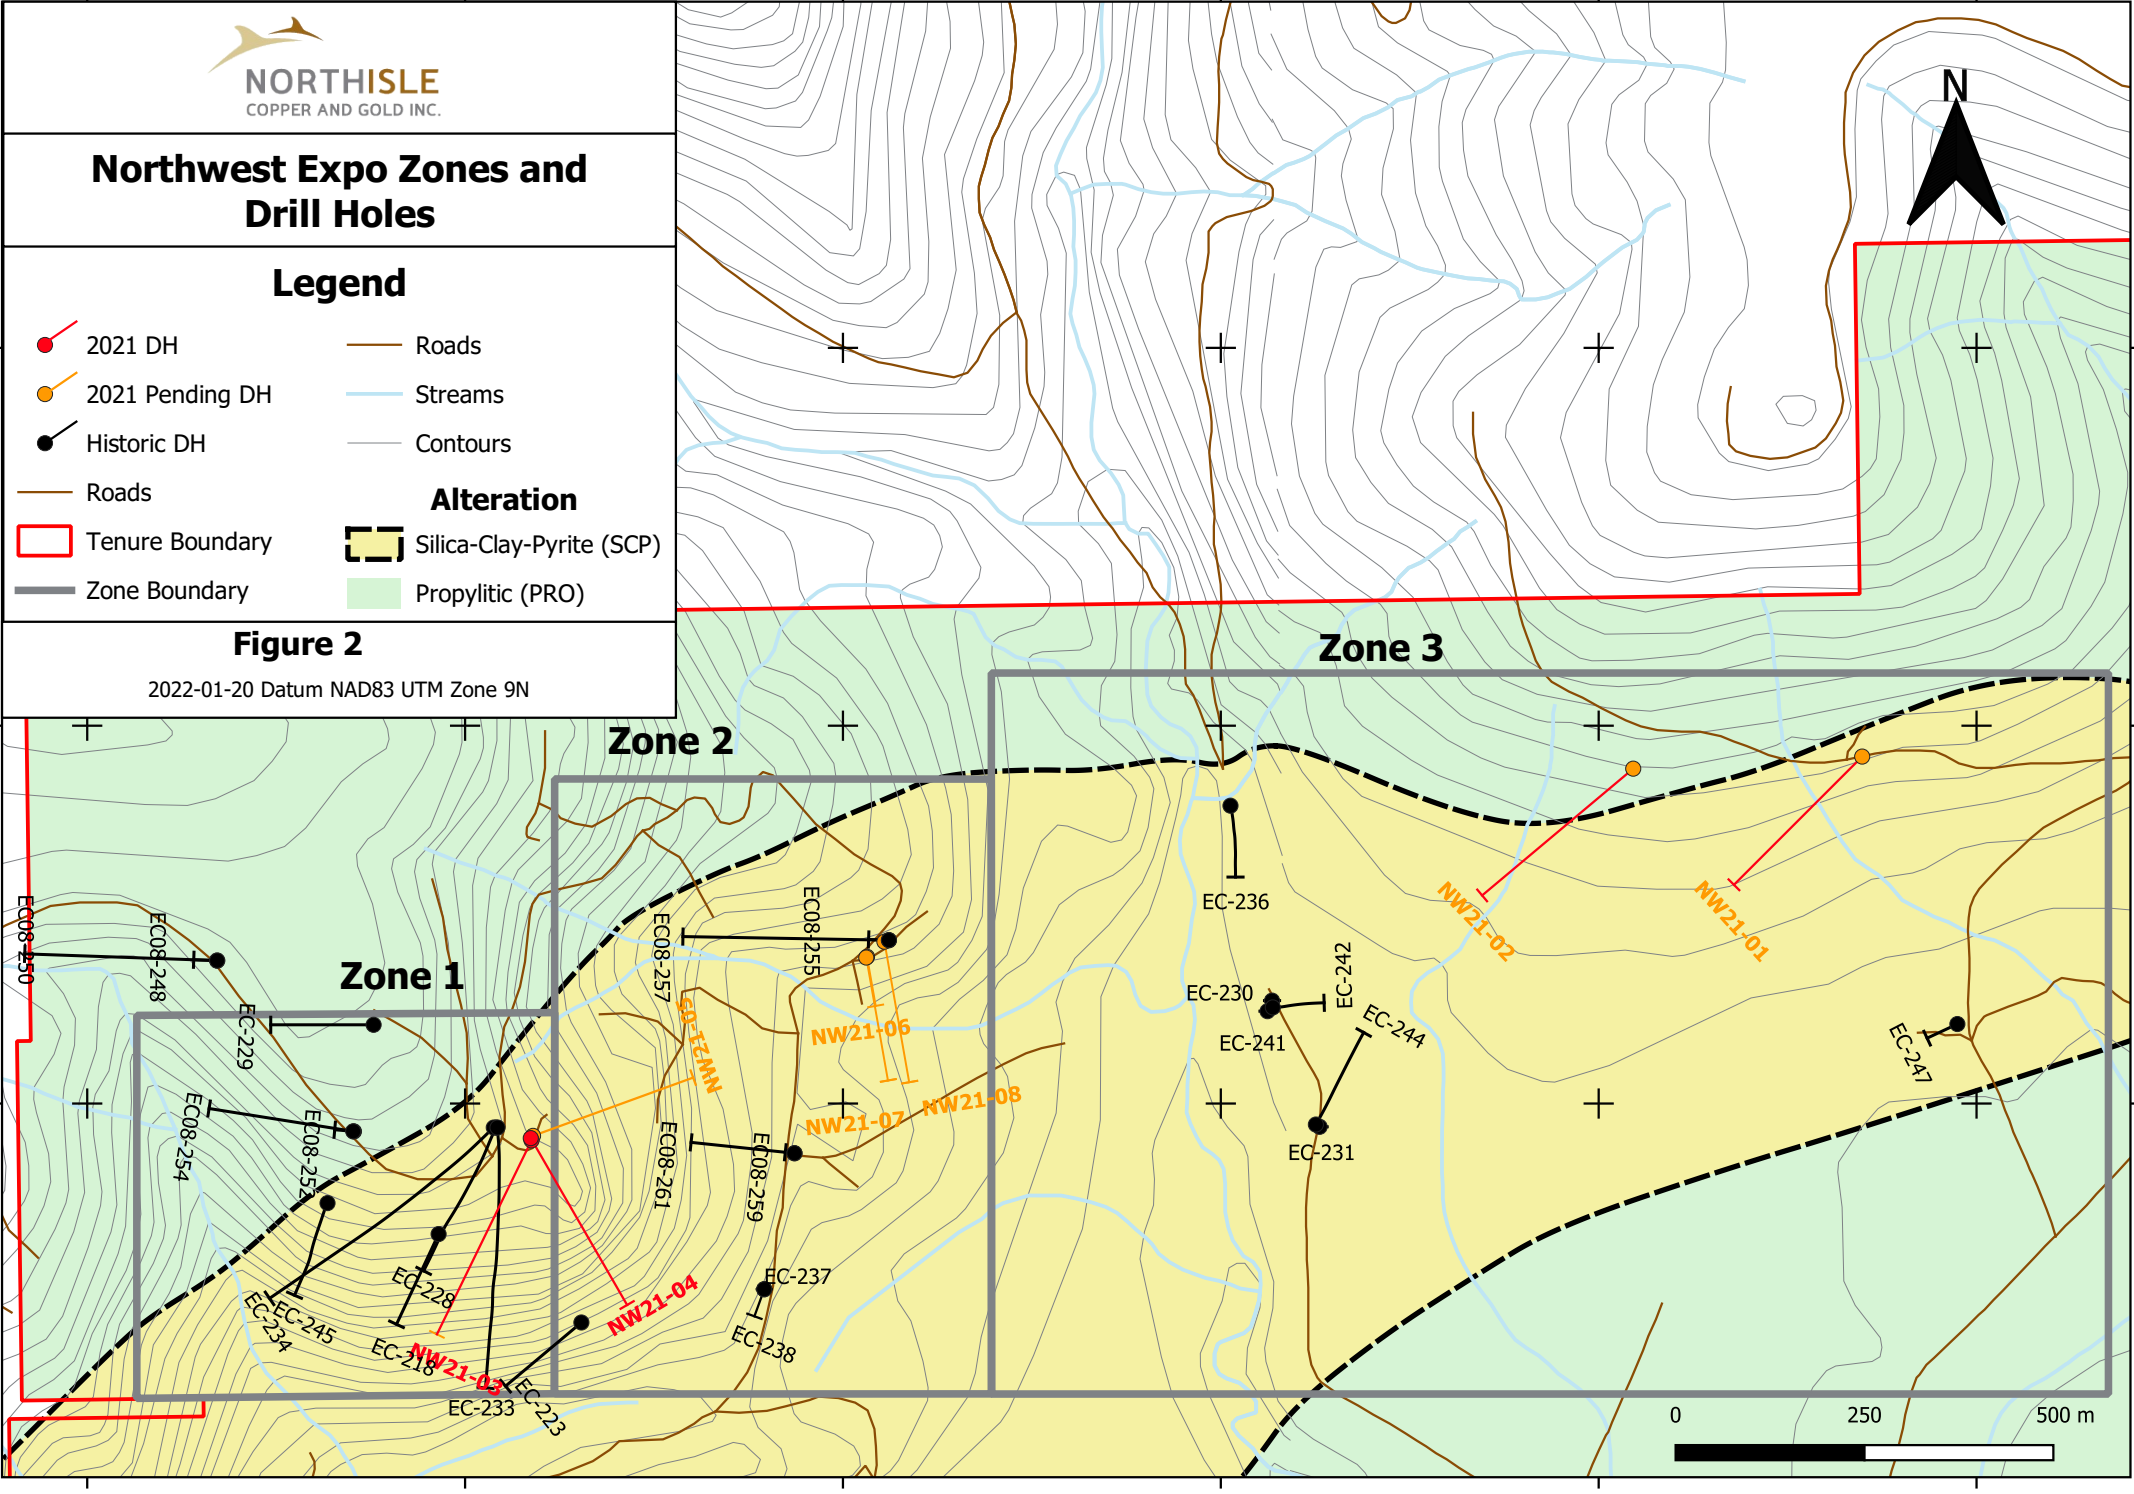 NORTHISLE
COPPER AND GOLD INC.
Northwest Expo Zones and
Drill Holes
Legend
2021 DH
2021 Pending DH
Historic DH
Roads
Tenure Boundary
Zone Boundary
Roads
Streams
Contours
Alteration
Silica-Clay-Pyrite (SCP)
Propylitic (PRO)
Figure 2
2022-01-20 Datum NAD83 UTM Zone 9N
N
Zone 3
Zone 2
Zone 1
EC08-250
EC08-248
EC-229
EC08-254
EC08-252
EC-234
EC-245
EC-228
EC-218
NW21-03
EC-233
EC-223
NW21-04
EC08-257
EC08-255
NW21-05
NW21-06
NW21-07
NW21-08
EC08-261
EC08-259
EC-237
EC-238
EC-236
EC-230
EC-241
EC-242
EC-244
EC-231
NW21-02
NW21-01
EC-247
0 250 500 m